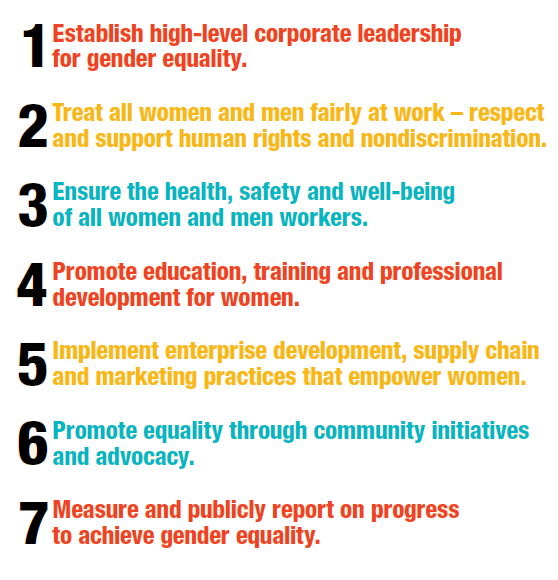 1 Establish high-level corporate leadership
for gender equality.
2 Treat all women and men fairly at work – respect
and support human rights and nondiscrimination.
3 Ensure the health, safety and well-being
of all women and men workers.
4 Promote education, training and professional
development for women.
5 Implement enterprise development, supply chain
and marketing practices that empower women.
6 Promote equality through community initiatives
and advocacy.
7 Measure and publicly report on progress
to achieve gender equality.